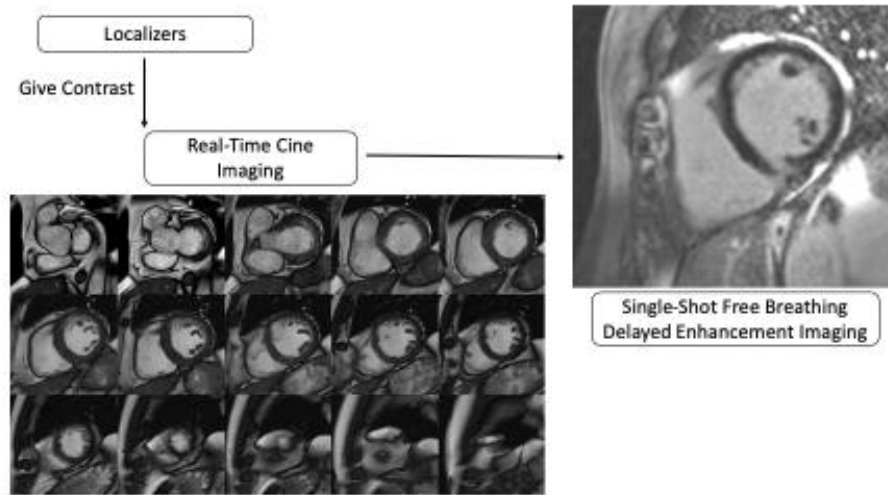 Localizers
Give Contrast
Real-Time Cine
Imaging
Single-Shot Free Breathing
Delayed Enhancement Imaging